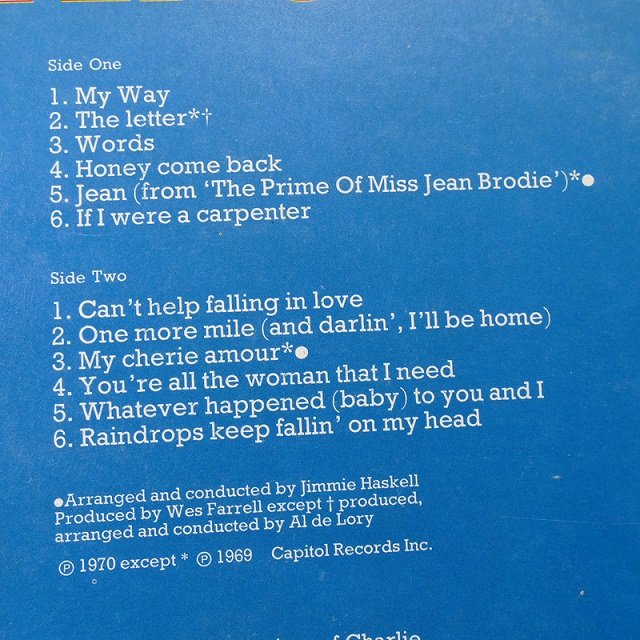 Side One
1. My Way
2. The letter*†
3. Words
4. Honey come back
5. Jean (from ‘The Prime Of Miss Jean Brodie’)*●
6. If I were a carpenter
Side Two
1. Can’t help falling in love
2. One more mile (and darlin’, I’ll be home)
3. My cherie amour*●
4. You’re all the woman that I need
5. Whatever happened (baby) to you and I
6. Raindrops keep fallin’ on my head
●Arranged and conducted by Jimmie Haskell
Produced by Wes Farrell except † produced,
arranged and conducted by Al de Lory
℗ 1970 except * ℗ 1969 Capitol Records Inc.
of Charlie